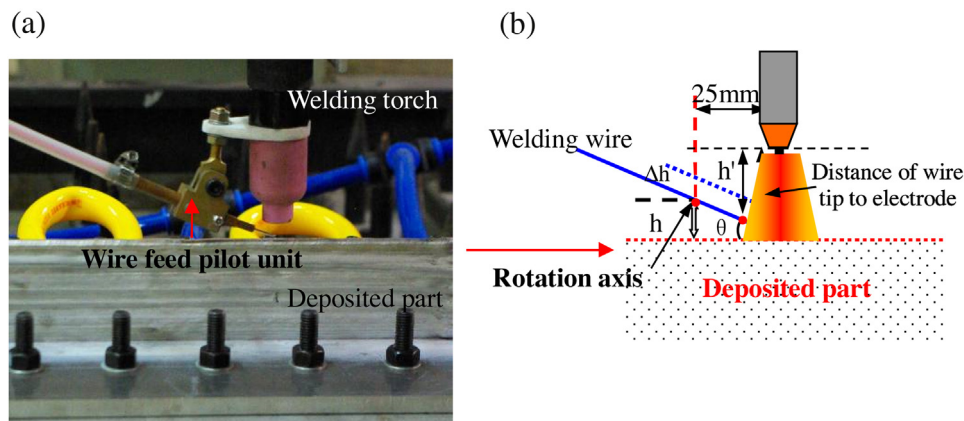 (a)
(b)
Welding torch
Wire feed pilot unit
Deposited part
25mm
Welding wire
Δh
h'
Distance of wire
tip to electrode
h
θ
Rotation axis
Deposited part